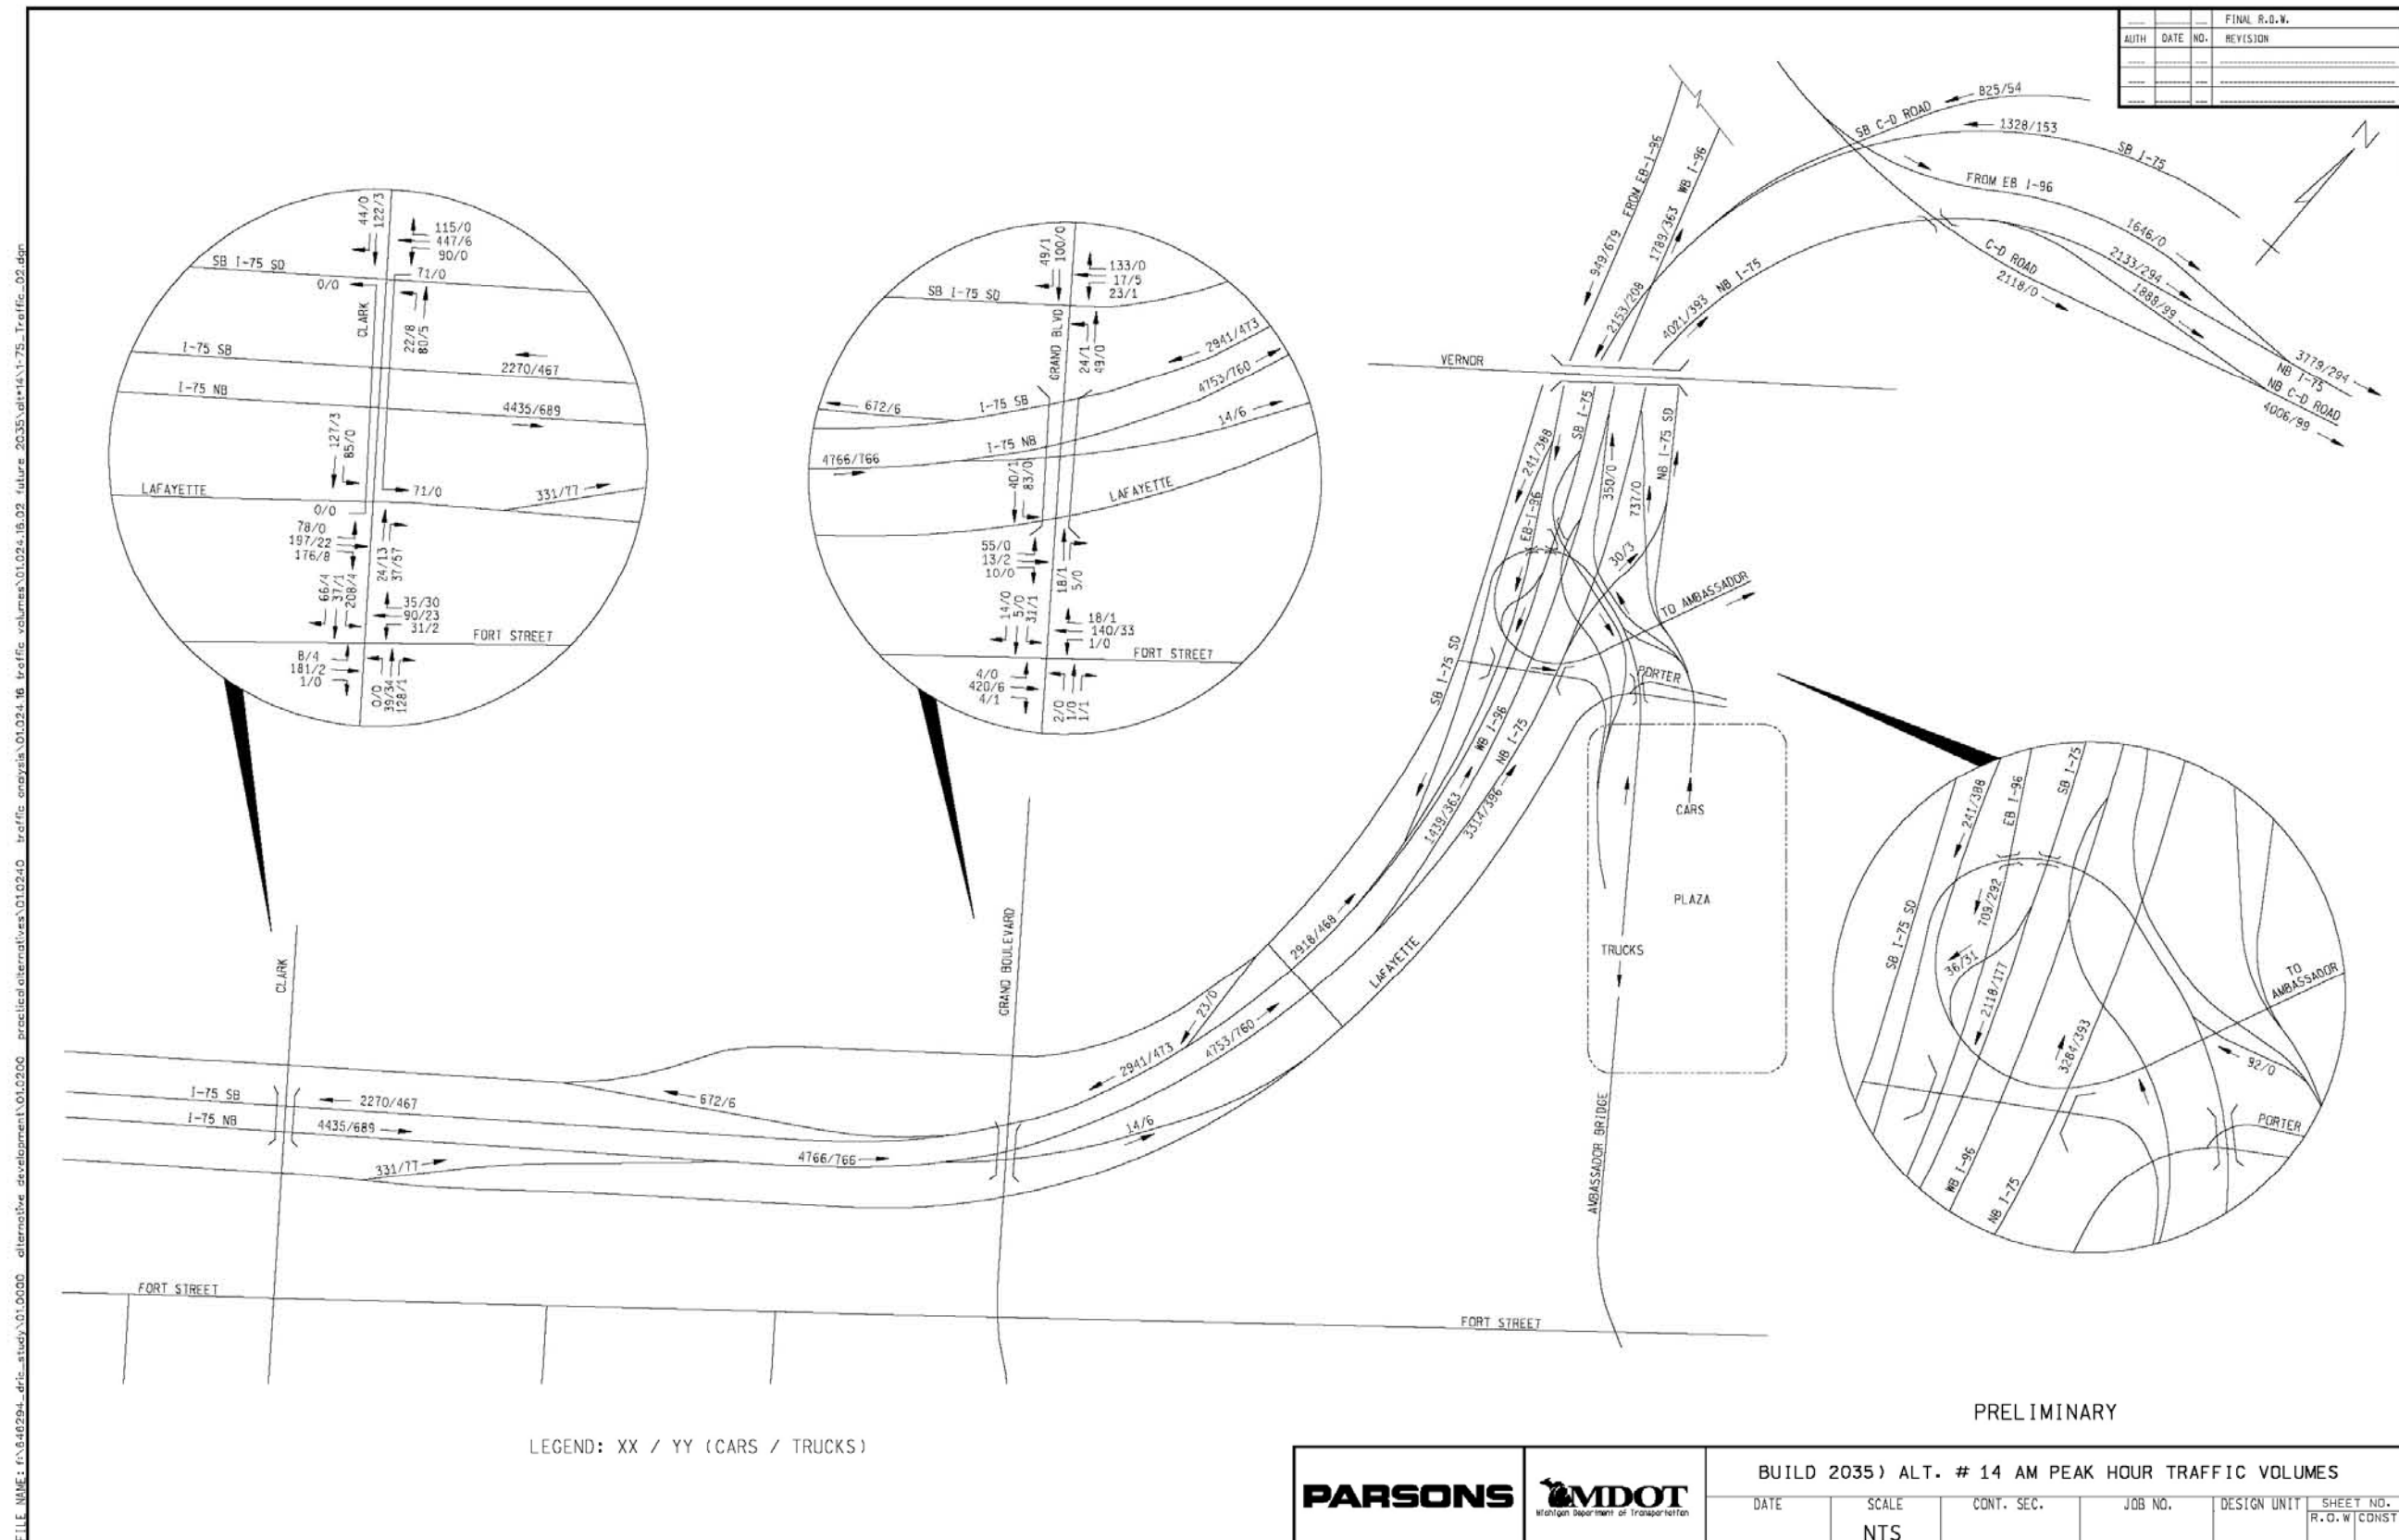 FINAL R.O.W.
AUTH DATE NO. REVISION
825/54
SB C-D ROAD
1328/153
SB I-75
FROM EB I-96
1646/0
2133/294
1888/99
C-D ROAD
2118/0
3779/294
NB I-75
NB C-D ROAD
4006/99
949/679 FROM EB-I-96
1789/363 WB I-96
2153/208
4021/393 NB I-75
VERNOR
N
44/0
122/3
115/0
447/6
90/0
SB I-75 SD
71/0
0/0
CLARK
22/8
80/5
I-75 SB
2270/467
I-75 NB
4435/689
127/3
85/0
LAFAYETTE
71/0
331/77
0/0
78/0
197/22
176/8
24/13
37/57
66/4
37/1
208/4
35/30
90/23
31/2
FORT STREET
8/4
181/2
1/0
0/0
39/34
128/1
49/1
100/0
133/0
17/5
23/1
SB I-75 SD
GRAND BLVD
24/1
49/0
2941/473
4753/760
672/6
I-75 SB
14/6
I-75 NB
4766/766
40/1
83/0
LAFAYETTE
55/0
13/2
10/0
18/1
5/0
14/0
5/0
31/1
18/1
140/33
1/0
FORT STREET
4/0
420/6
4/1
2/0
1/0
1/1
241/388
EB-I-96
SB I-75
350/0
737/0
NB I-75 SD
30/3
TO AMBASSADOR
SB I-75 SD
PORTER
WB I-96
NB I-75
1439/363
3314/396
CARS
PLAZA
TRUCKS
AMBASSADOR BRIDGE
241/388
EB I-96
SB I-75
SB I-75 SD
709/292
36/31
2118/177
3284/393
TO
AMBASSADOR
92/0
PORTER
WB I-96
NB I-75
CLARK
GRAND BOULEVARD
2918/468
LAFAYETTE
23/0
2941/473
4753/760
I-75 SB
2270/467
672/6
I-75 NB
4435/689
14/6
331/77
4766/766
FORT STREET
FORT STREET
PRELIMINARY
LEGEND: XX / YY (CARS / TRUCKS)
PARSONS
MDOT
Michigan Department of Transportation
BUILD 2035) ALT. # 14 AM PEAK HOUR TRAFFIC VOLUMES
DATE SCALE CONT. SEC. JOB NO. DESIGN UNIT SHEET NO.
R.O.W CONST
NTS